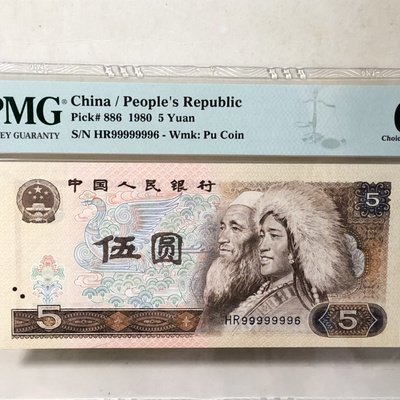 PMG®
China / People's Republic
Pick# 886 1980 5 Yuan
EY GUARANTY
S/N HR99999996 - Wmk: Pu Coin
Choic
中国人民银行
5
伍圆
5
HR99999996
5